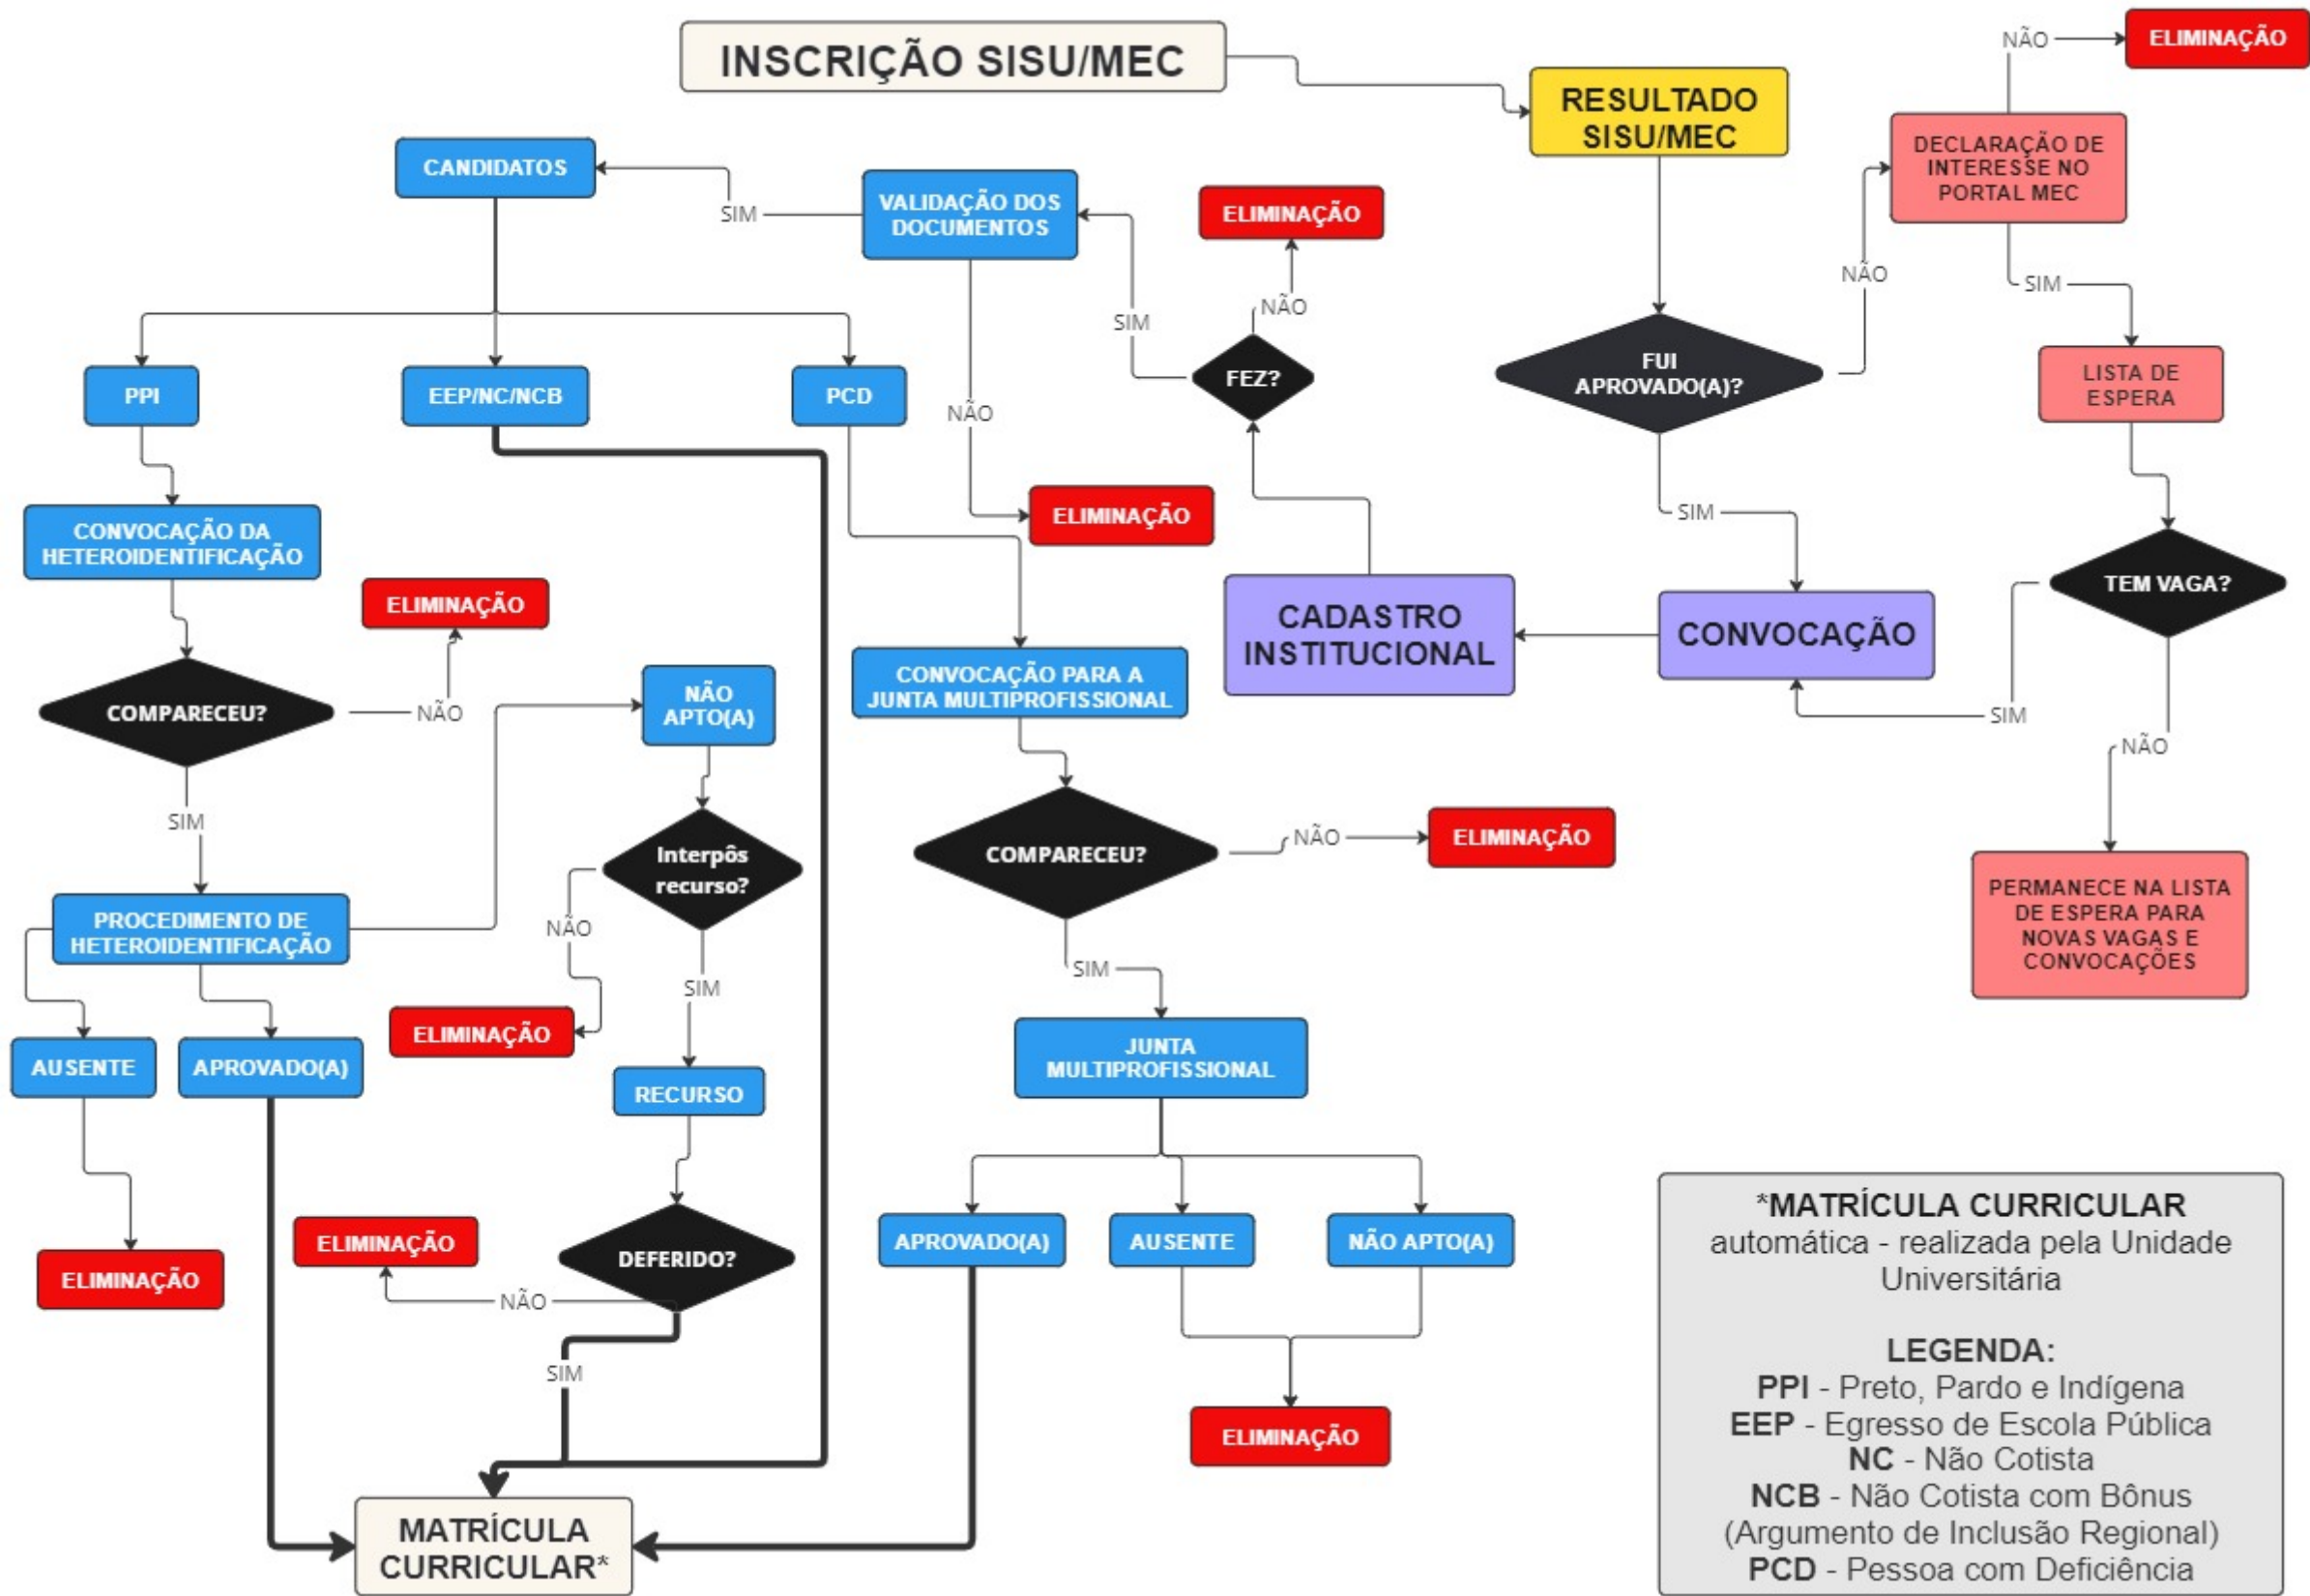 INSCRIÇÃO SISU/MEC
RESULTADO
SISU/MEC
NÃO
ELIMINAÇÃO
DECLARAÇÃO DE
INTERESSE NO
PORTAL MEC
CANDIDATOS
SIM
VALIDAÇÃO DOS
DOCUMENTOS
ELIMINAÇÃO
NÃO
SIM
NÃO
SIM
FUI
APROVADO(A)?
LISTA DE
ESPERA
FEZ?
PPI
EEP/NC/NCB
PCD
NÃO
CONVOCAÇÃO DA
HETEROIDENTIFICAÇÃO
ELIMINAÇÃO
SIM
TEM VAGA?
ELIMINAÇÃO
CADASTRO
INSTITUCIONAL
CONVOCAÇÃO
CONVOCAÇÃO PARA A
JUNTA MULTIPROFISSIONAL
COMPARECEU?
NÃO
NÃO
APTO(A)
SIM
NÃO
SIM
Interpôs
recurso?
COMPARECEU?
NÃO
ELIMINAÇÃO
PERMANECE NA LISTA
DE ESPERA PARA
NOVAS VAGAS E
CONVOCAÇÕES
PROCEDIMENTO DE
HETEROIDENTIFICAÇÃO
NÃO
SIM
SIM
ELIMINAÇÃO
AUSENTE
APROVADO(A)
RECURSO
JUNTA
MULTIPROFISSIONAL
ELIMINAÇÃO
ELIMINAÇÃO
DEFERIDO?
NÃO
SIM
APROVADO(A)
AUSENTE
NÃO APTO(A)
ELIMINAÇÃO
MATRÍCULA
CURRICULAR*
*MATRÍCULA CURRICULAR
automática - realizada pela Unidade
Universitária
LEGENDA:
PPI - Preto, Pardo e Indígena
EEP - Egresso de Escola Pública
NC - Não Cotista
NCB - Não Cotista com Bônus
(Argumento de Inclusão Regional)
PCD - Pessoa com Deficiência